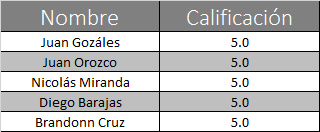 Nombre Calificación
Juan Gozáles 5.0
Juan Orozco 5.0
Nicolás Miranda 5.0
Diego Barajas 5.0
Brandonn Cruz 5.0